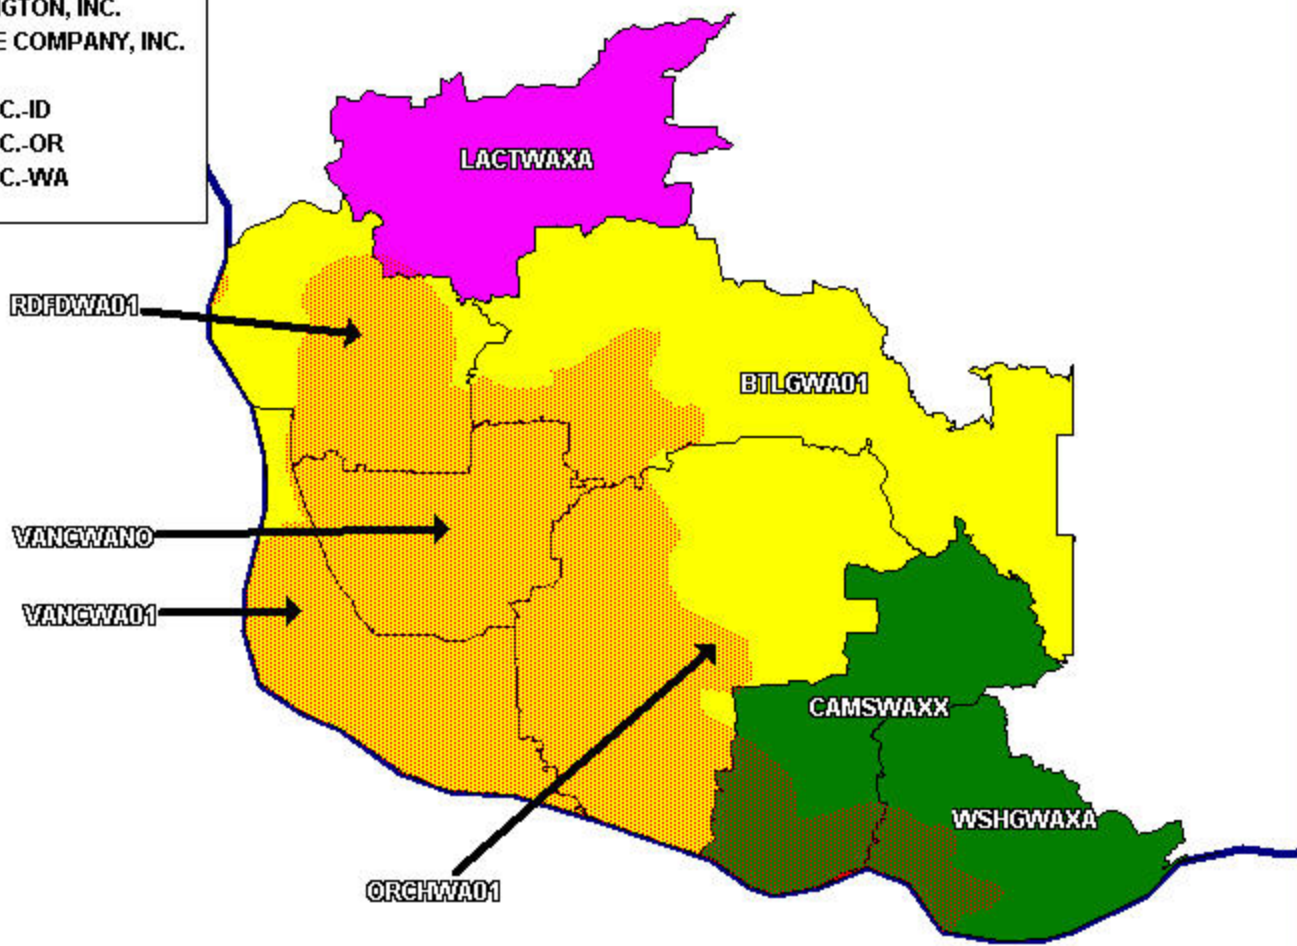 GTON, INC.
E COMPANY, INC.
C.-ID
C.-OR
C.-WA
LACTWAXA
RDFDWA01
BTLGWA01
VANCWANO
VANCWA01
CAMSWAXX
WSHGWAXA
ORCHWA01